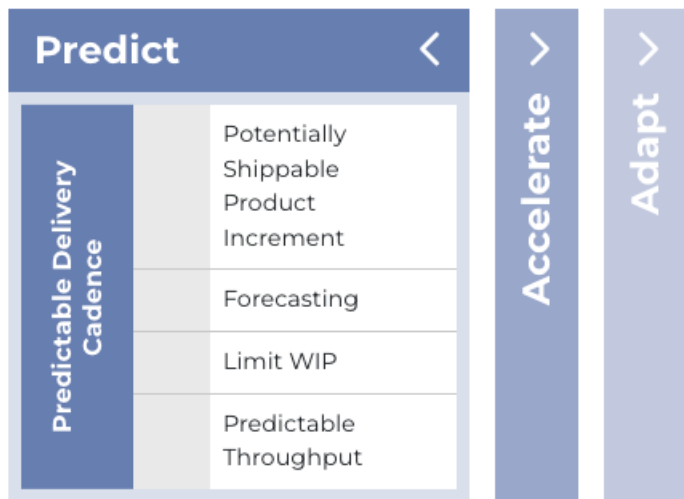 Predict
Predictable Delivery
Cadence
Potentially
Shippable
Product
Increment
Forecasting
Limit WIP
Predictable
Throughput
Accelerate
Adapt